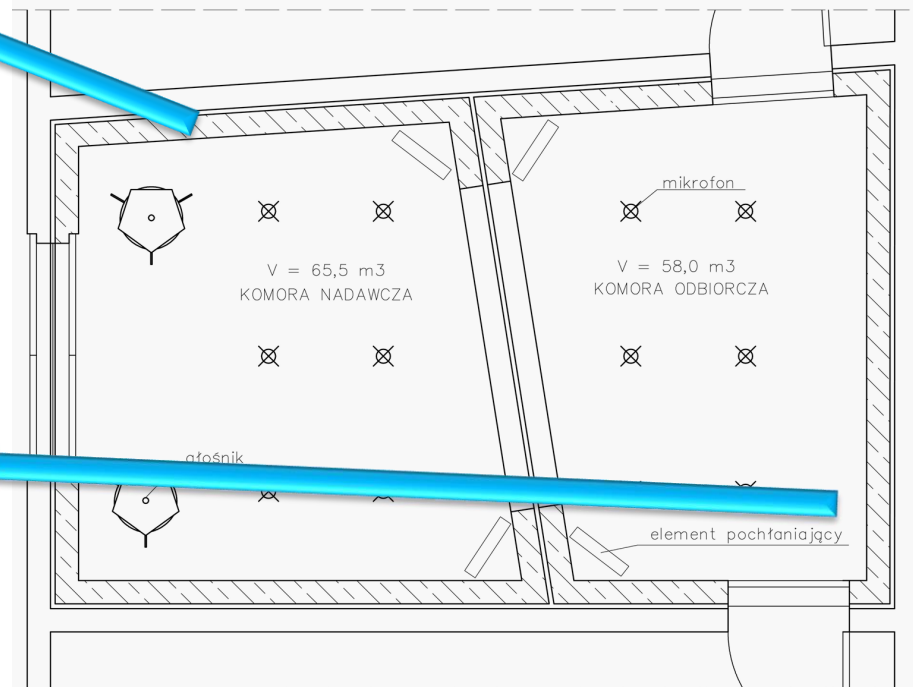 mikrofon
V = 65,5 m3
KOMORA NADAWCZA
V = 58,0 m3
KOMORA ODBIORCZA
głośnik
element pochłaniający